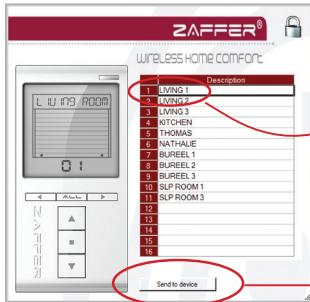 ZAFFER®
WIRELESS HOME COMFORT
LIVING ROOM
01
ALL
ZAFFER
Description
1 LIVING 1
2 LIVING 2
3 LIVING 3
4 KITCHEN
5 THOMAS
6 NATHALIE
7 BUREEL 1
8 BUREEL 2
9 BUREEL 3
10 SLP ROOM 1
11 SLP ROOM 3
12
13
14
15
16
Send to device